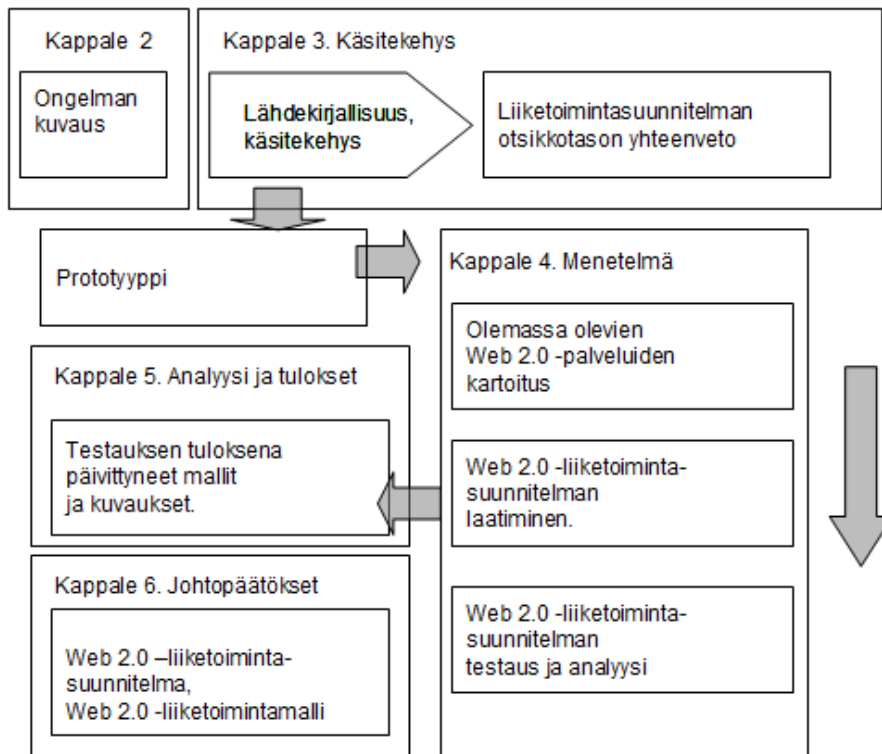 Kappale 2
Ongelman
kuvaus
Kappale 3. Käsitekehys
Lähdekirjallisuus,
käsitekehys
Liiketoimintasuunnitelman
otsikkotason yhteenveto
Prototyyppi
Kappale 4. Menetelmä
Olemassa olevien
Web 2.0 -palveluiden
kartoitus
Web 2.0 -liiketoiminta-
suunnitelman
laatiminen.
Web 2.0 -liiketoiminta-
suunnitelman
testaus ja analyysi
Kappale 5. Analyysi ja tulokset
Testauksen tuloksena
päivittyneet mallit
ja kuvaukset.
Kappale 6. Johtopäätökset
Web 2.0 –liiketoiminta-
suunnitelma,
Web 2.0 -liiketoimintamalli